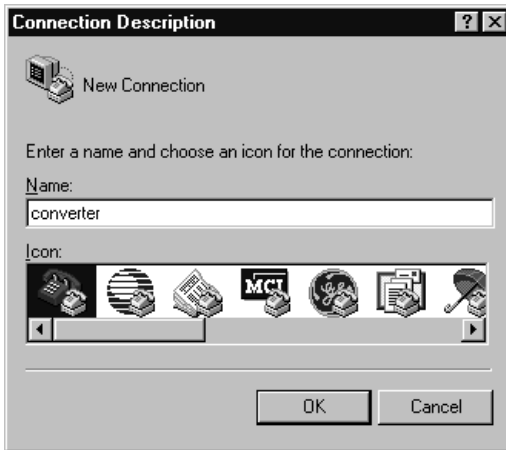 Connection Description
New Connection
Enter a name and choose an icon for the connection:
Name:
converter
Icon:
MCI
OK Cancel